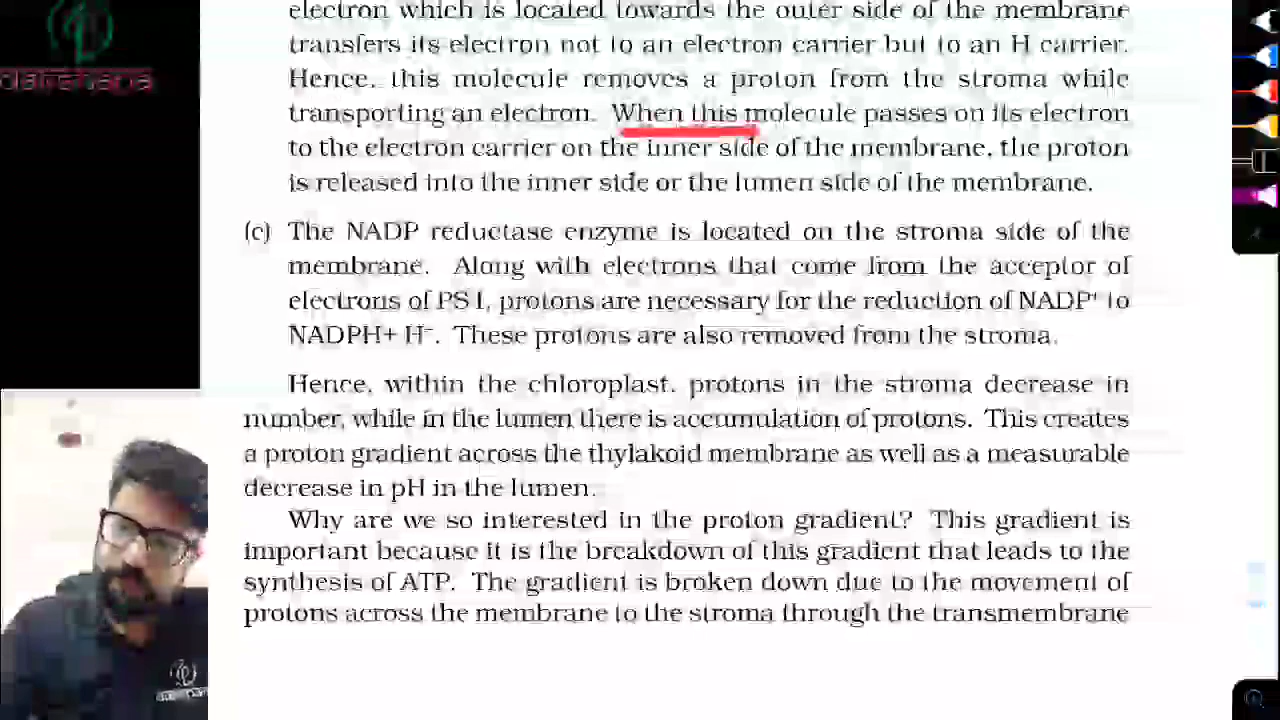 electron which is located towards the outer side of the membrane
transfers its electron not to an electron carrier but to an H carrier.
Hence, this molecule removes a proton from the stroma while
transporting an electron. When this molecule passes on its electron
to the electron carrier on the inner side of the membrane, the proton
is released into the inner side or the lumen side of the membrane.
(c) The NADP reductase enzyme is located on the stroma side of the
membrane. Along with electrons that come from the acceptor of
electrons of PS I, protons are necessary for the reduction of NADP⁺ to
NADPH+ H⁺. These protons are also removed from the stroma.
Hence, within the chloroplast, protons in the stroma decrease in
number, while in the lumen there is accumulation of protons. This creates
a proton gradient across the thylakoid membrane as well as a measurable
decrease in pH in the lumen.
Why are we so interested in the proton gradient? This gradient is
important because it is the breakdown of this gradient that leads to the
synthesis of ATP. The gradient is broken down due to the movement of
protons across the membrane to the stroma through the transmembrane